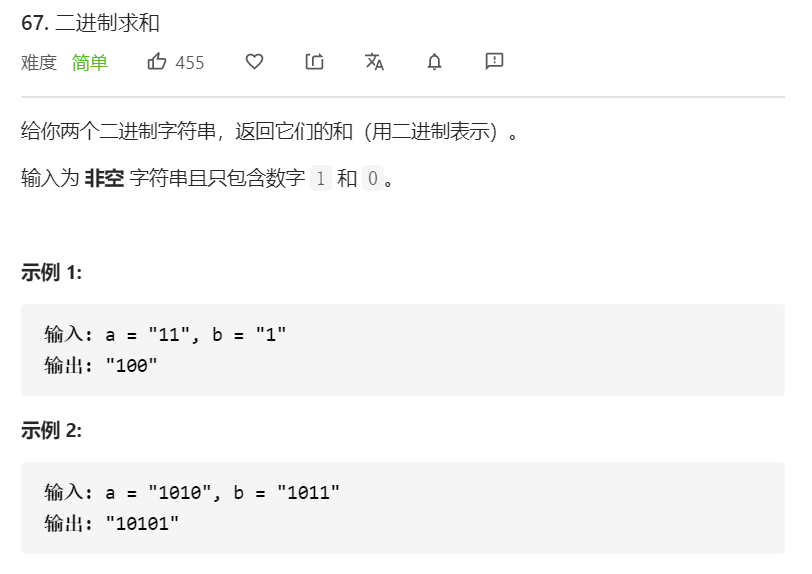 67. 二进制求和
难度 简单 455
给你两个二进制字符串，返回它们的和（用二进制表示）。
输入为 非空 字符串且只包含数字 1 和 0。
示例 1:
输入: a = "11", b = "1"
输出: "100"
示例 2:
输入: a = "1010", b = "1011"
输出: "10101"